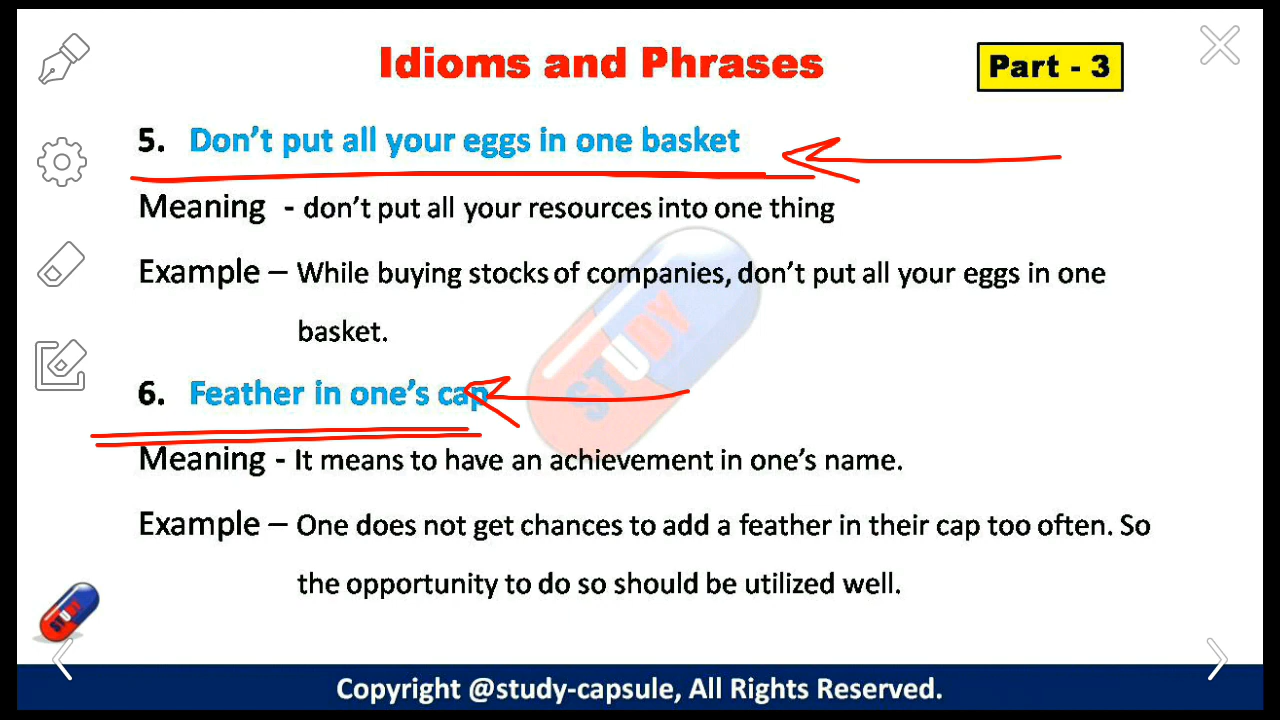 Idioms and Phrases
Part - 3
5. Don't put all your eggs in one basket
Meaning - don't put all your resources into one thing
Example – While buying stocks of companies, don't put all your eggs in one
basket.
STUDY
6. Feather in one's cap
Meaning - It means to have an achievement in one's name.
Example – One does not get chances to add a feather in their cap too often. So
the opportunity to do so should be utilized well.
STUDY
Copyright @study-capsule, All Rights Reserved.